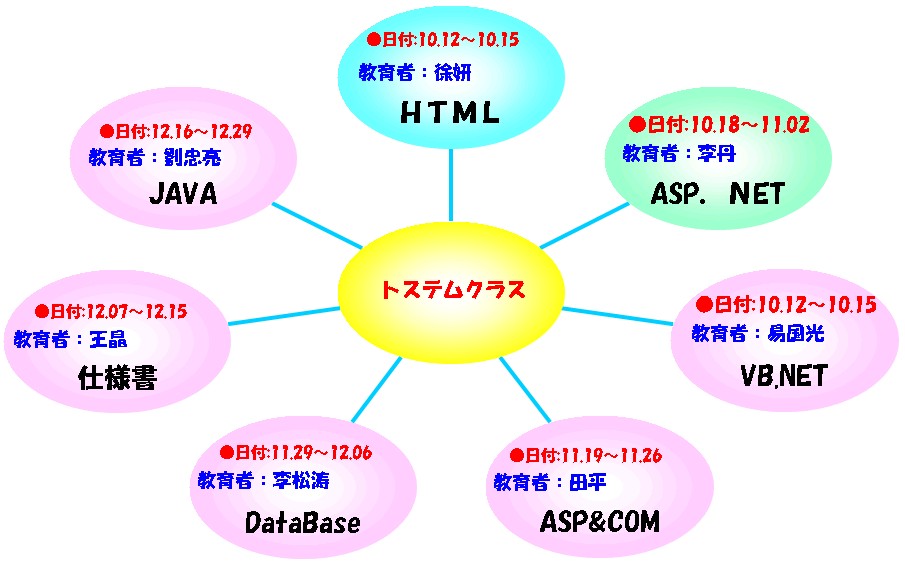 ●日付:10.12～10.15
教育者：徐妍
HTML
●日付:10.18～11.02
教育者：李丹
ASP. NET
●日付:10.12～10.15
教育者：易国光
VB,NET
●日付:11.19～11.26
教育者：田平
ASP&COM
●日付:11.29～12.06
教育者：李松涛
DataBase
●日付:12.07～12.15
教育者：王晶
仕様書
●日付:12.16～12.29
教育者：劉忠亮
JAVA
トステムクラス